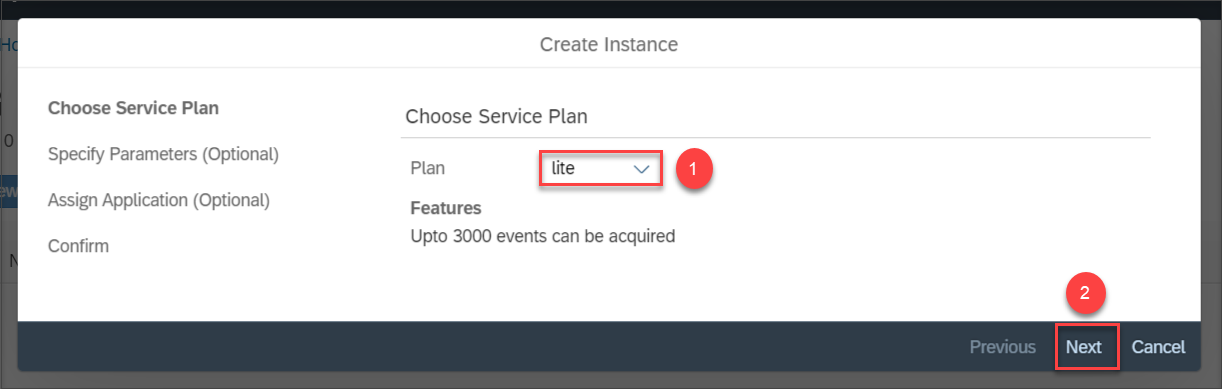 Create Instance
Choose Service Plan
Specify Parameters (Optional)
Assign Application (Optional)
Confirm
Choose Service Plan
Plan lite 1
Features
Upto 3000 events can be acquired
2
Previous Next Cancel